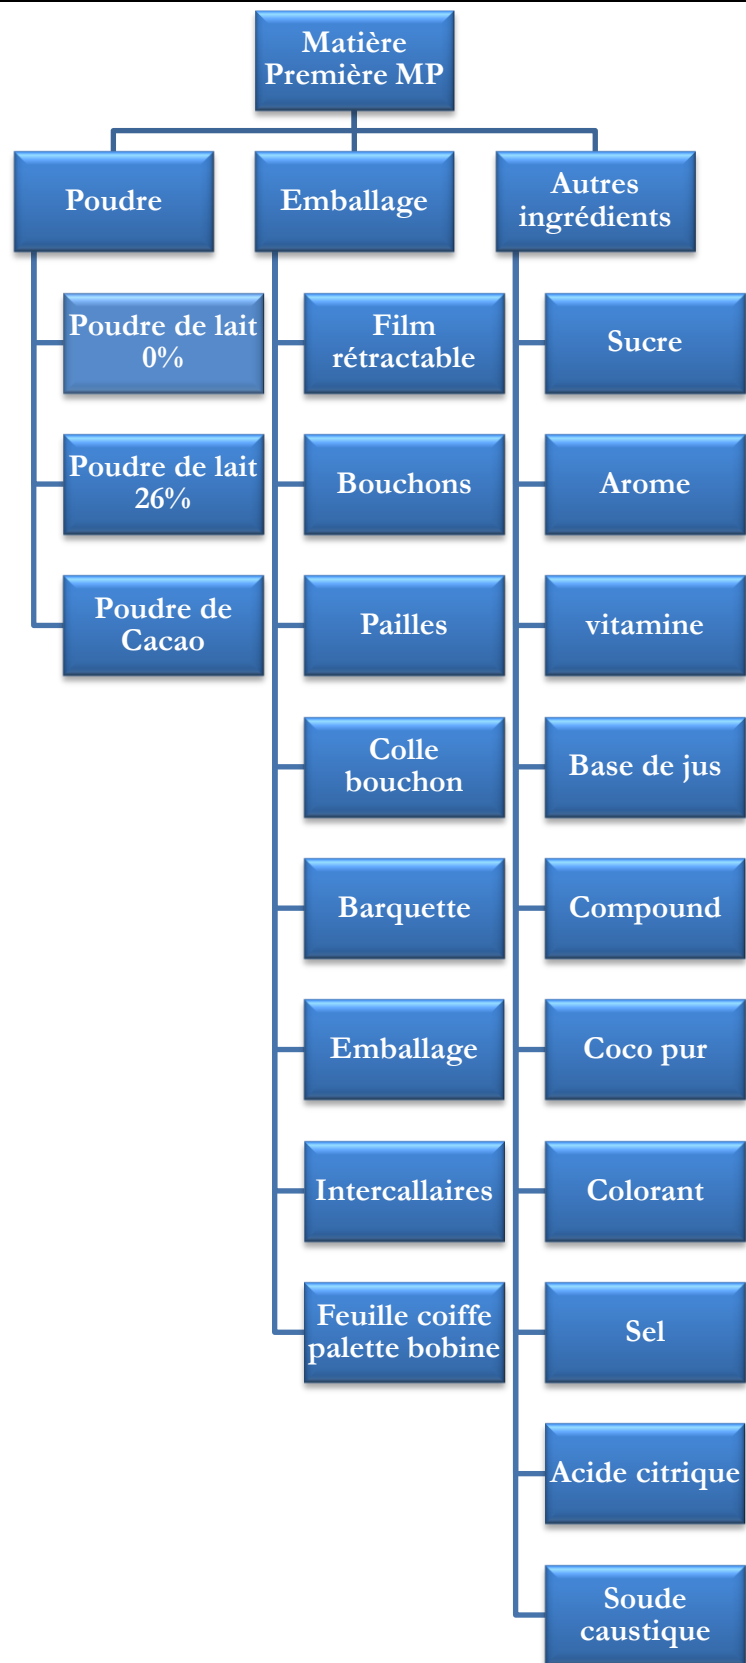 Matière
Première MP
Poudre
Emballage
Autres
ingrédients
Poudre de lait
0%
Poudre de lait
26%
Poudre de
Cacao
Film
rétractable
Bouchons
Pailles
Colle
bouchon
Barquette
Emballage
Intercallaires
Feuille coiffe
palette bobine
Sucre
Arome
vitamine
Base de jus
Compound
Coco pur
Colorant
Sel
Acide citrique
Soude
caustique